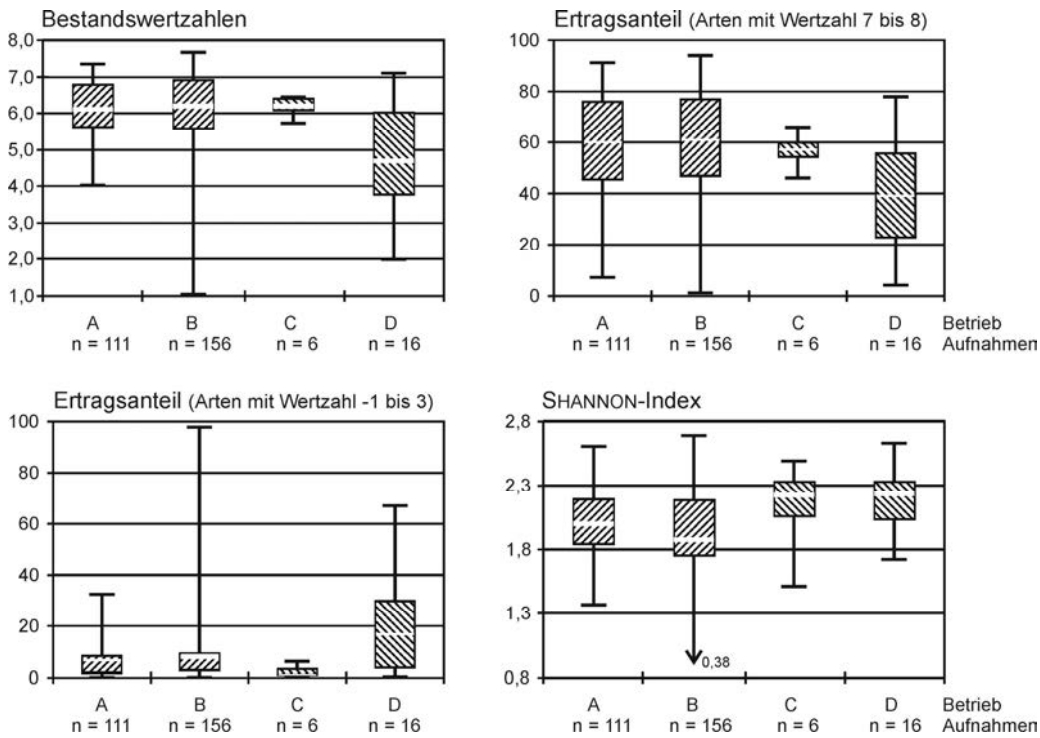 Bestandswertzahlen
8,0
7,0
6,0
5,0
4,0
3,0
2,0
1,0
A B C D
n = 111 n = 156 n = 6 n = 16
Ertragsanteil (Arten mit Wertzahl 7 bis 8)
100
80
60
40
20
0
A B C D Betrieb
n = 111 n = 156 n = 6 n = 16 Aufnahmen
Ertragsanteil (Arten mit Wertzahl -1 bis 3)
100
80
60
40
20
0
A B C D
n = 111 n = 156 n = 6 n = 16
SHANNON-Index
2,8
2,3
1,8
1,3
0,8
0,38
A B C D Betrieb
n = 111 n = 156 n = 6 n = 16 Aufnahmen